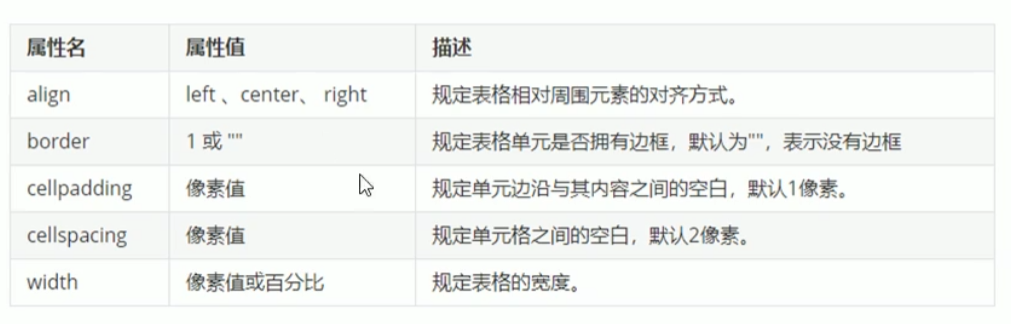 属性名 属性值 描述
align left 、center、 right 规定表格相对周围元素的对齐方式。
border 1 或 "" 规定表格单元是否拥有边框，默认为""，表示没有边框
cellpadding 像素值 规定单元边沿与其内容之间的空白，默认1像素。
cellspacing 像素值 规定单元格之间的空白，默认2像素。
width 像素值或百分比 规定表格的宽度。